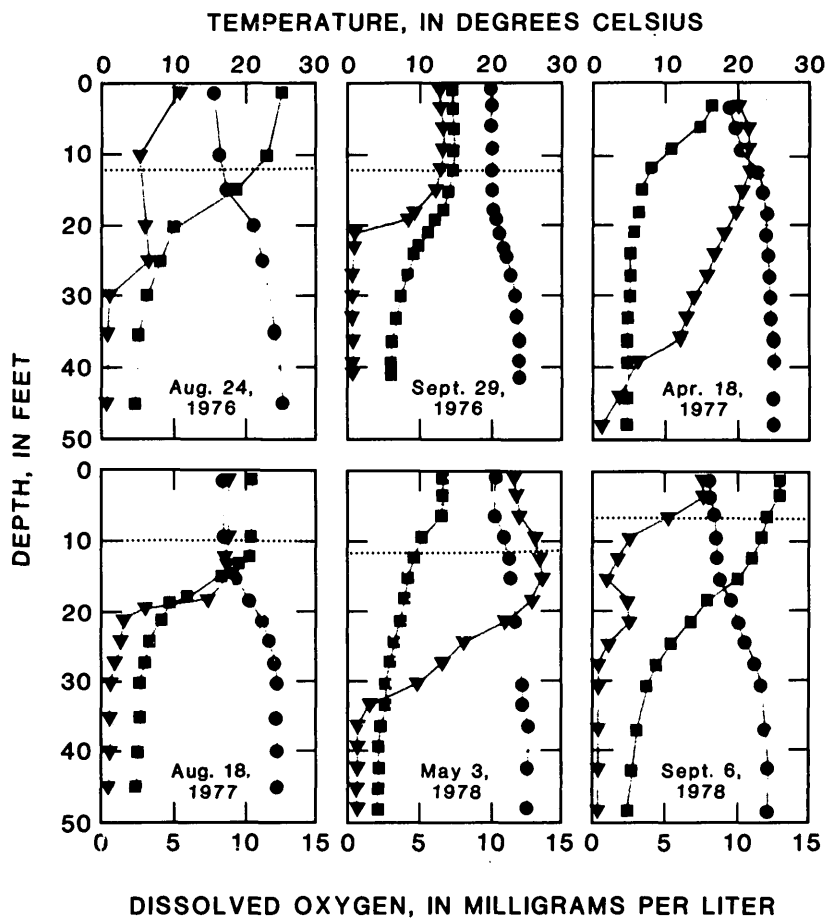 TEMPERATURE, IN DEGREES CELSIUS
0 10 20 30 0 10 20 30 0 10 20 30
0
10
20
30
40
50
Aug. 24,
1976
Sept. 29,
1976
Apr. 18,
1977
DEPTH, IN FEET
0
10
20
30
40
50
Aug. 18,
1977
May 3,
1978
Sept. 6,
1978
0 5 10 15 0 5 10 15 0 5 10 15
DISSOLVED OXYGEN, IN MILLIGRAMS PER LITER